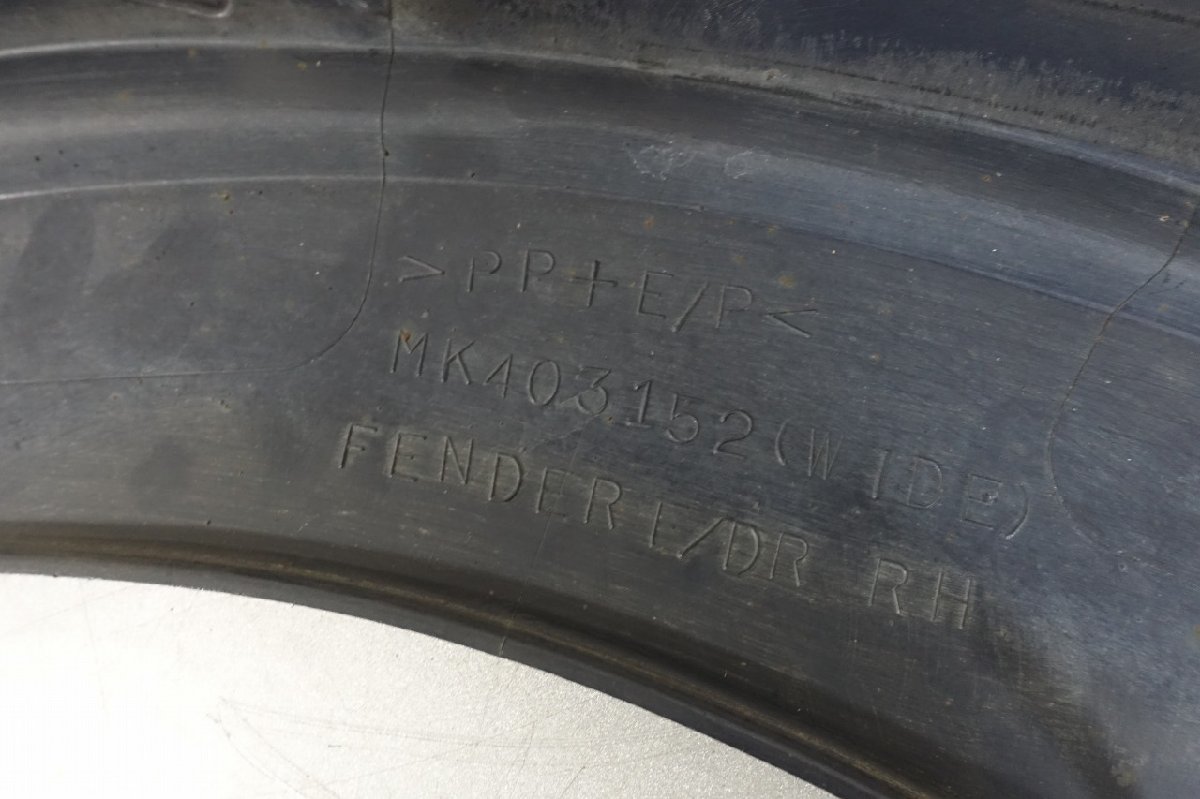 >PP+E/P<
MK403152(WIDE)
FENDER F/DR RH